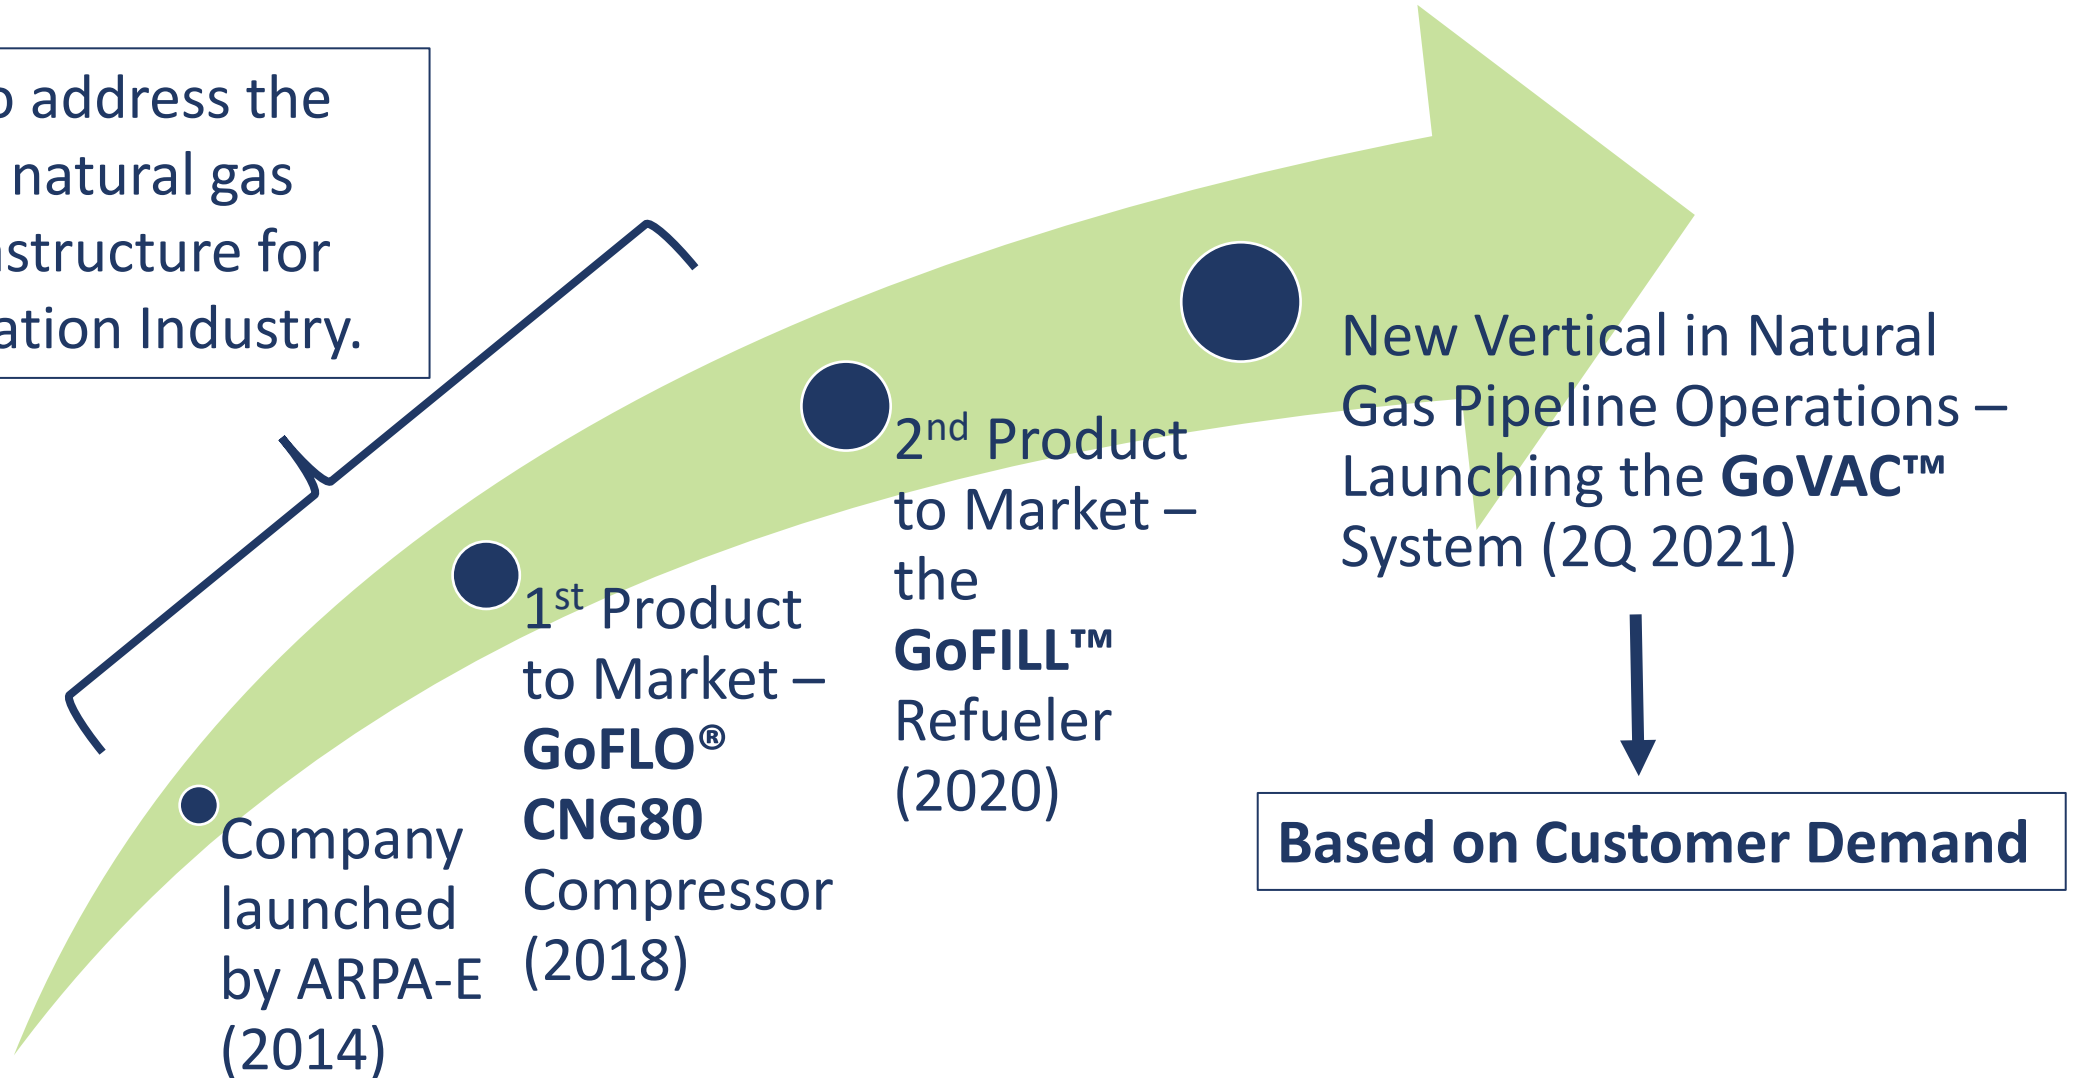 address the
natural gas
for
Industry.
New Vertical in Natural
Gas Pipeline Operations –
Launching the GoVAC™
System (2Q 2021)
2nd Product
to Market –
the
GoFILL™
Refueler
(2020)
1st Product
to Market –
GoFLO®
CNG80
Compressor
(2018)
Company
launched
by ARPA-E
(2014)
Based on Customer Demand